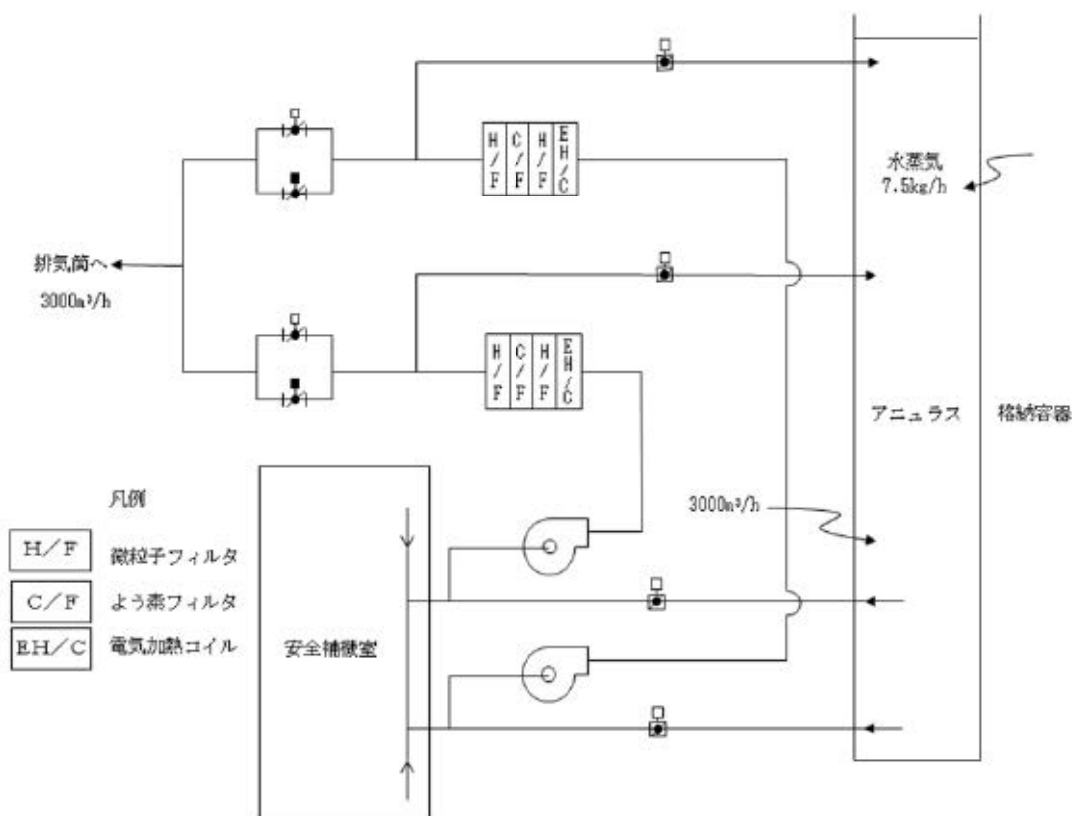 水蒸気
7.5kg/h
H/F
C/F
H/F
EH/C
排気筒へ
3000m³/h
H/F
C/F
H/F
EH/C
アニュラス
格納容器
3000m³/h
凡例
H/F
微粒子フィルタ
C/F
よう素フィルタ
EH/C
電気加熱コイル
安全補機室